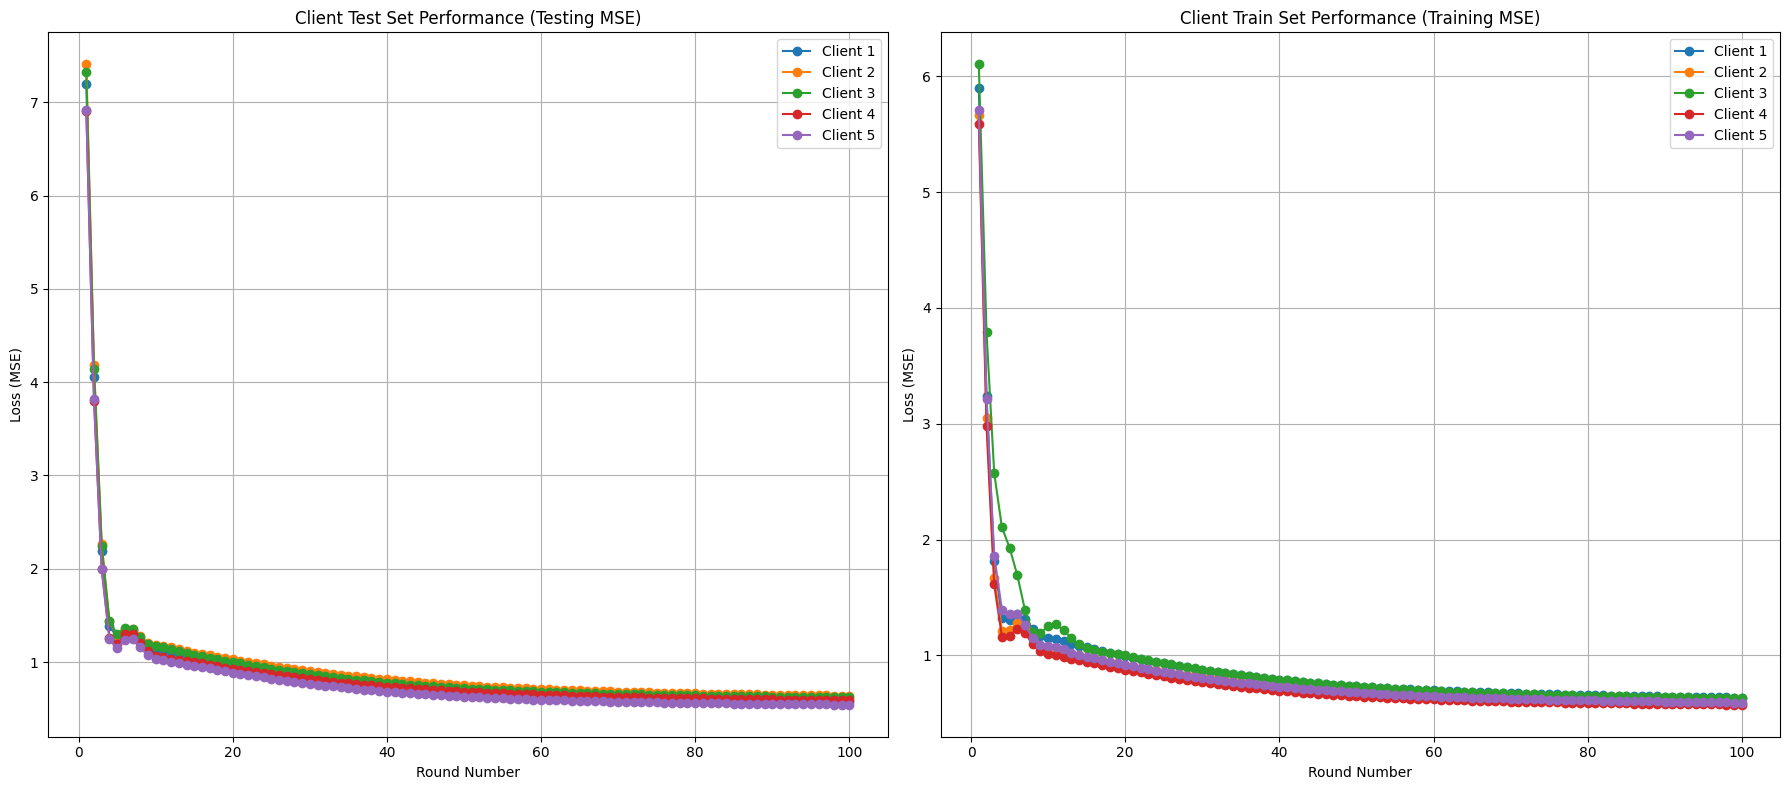 Client Test Set Performance (Testing MSE)
Client 1
Client 2
Client 3
Client 4
Client 5
7
6
5
4
3
2
1
Loss (MSE)
0 20 40 60 80 100
Round Number
Client Train Set Performance (Training MSE)
Client 1
Client 2
Client 3
Client 4
Client 5
6
5
4
3
2
1
Loss (MSE)
0 20 40 60 80 100
Round Number